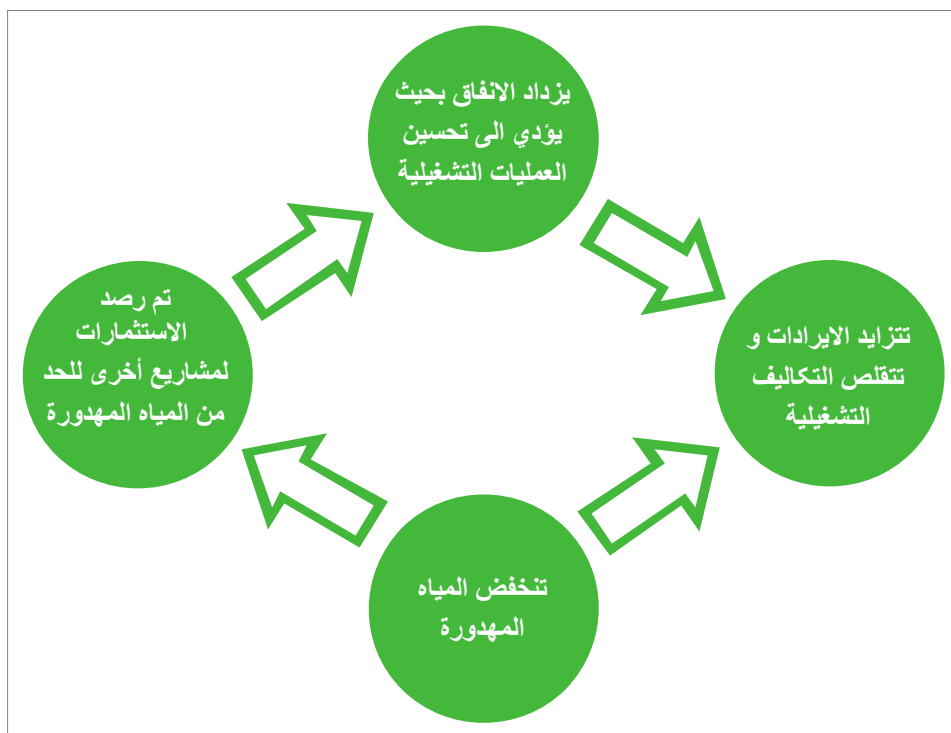 يزداد الانفاق بحيث
يؤدي الى تحسين
العمليات التشغيلية
تتزايد الايرادات و
تتقلص التكاليف
التشغيلية
تم رصد
الاستثمارات
لمشاريع أخرى للحد
من المياه المهدورة
تنخفض المياه
المهدورة